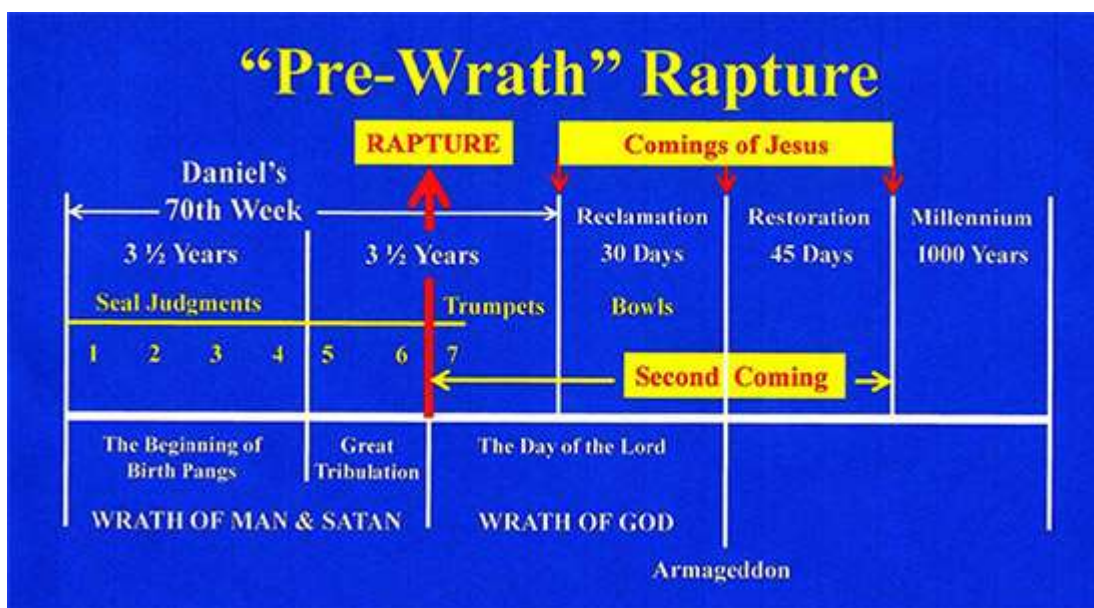 “Pre-Wrath” Rapture
RAPTURE
Comings of Jesus
Daniel’s
70th Week
Reclamation
30 Days
Restoration
45 Days
Millennium
1000 Years
3 ½ Years
3 ½ Years
Seal Judgments
Trumpets
Bowls
1 2 3 4 5 6 7
Second Coming
The Beginning of
Birth Pangs
Great
Tribulation
The Day of the Lord
WRATH OF MAN & SATAN
WRATH OF GOD
Armageddon